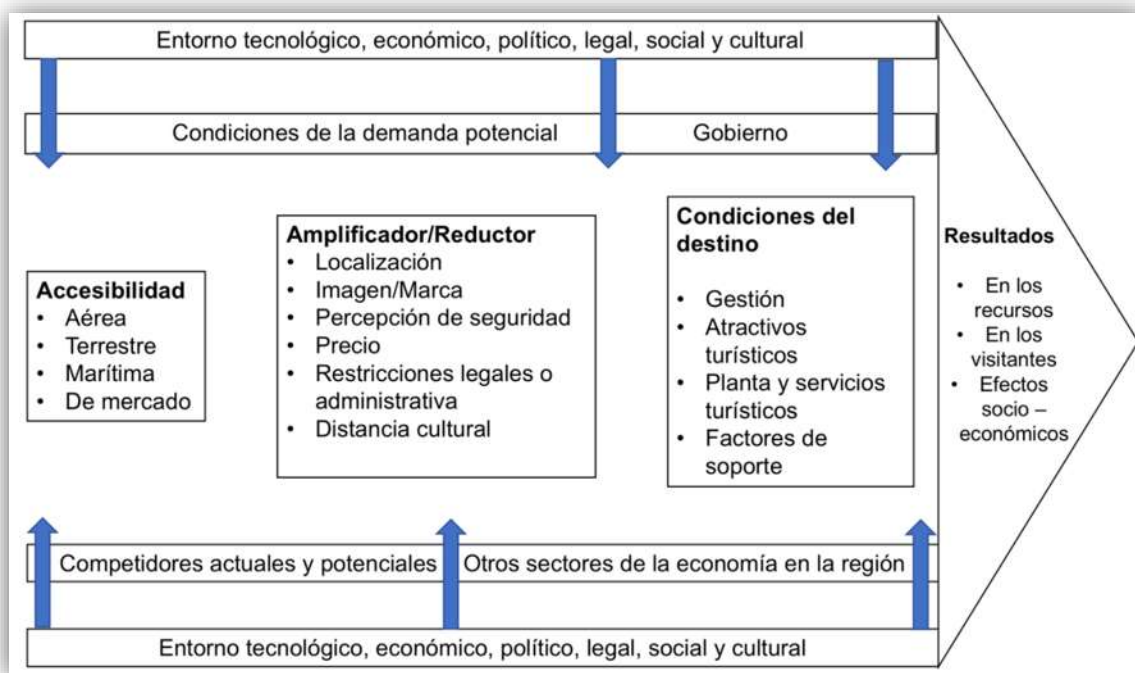 Entorno tecnológico, económico, político, legal, social y cultural
Condiciones de la demanda potencial
Gobierno
Accesibilidad
• Aérea
• Terrestre
• Marítima
• De mercado
Amplificador/Reductor
• Localización
• Imagen/Marca
• Percepción de seguridad
• Precio
• Restricciones legales o
administrativa
• Distancia cultural
Condiciones del
destino
• Gestión
• Atractivos
turísticos
• Planta y servicios
turísticos
• Factores de
soporte
Resultados
• En los
recursos
• En los
visitantes
• Efectos
socio –
económicos
Competidores actuales y potenciales
Otros sectores de la economía en la región
Entorno tecnológico, económico, político, legal, social y cultural